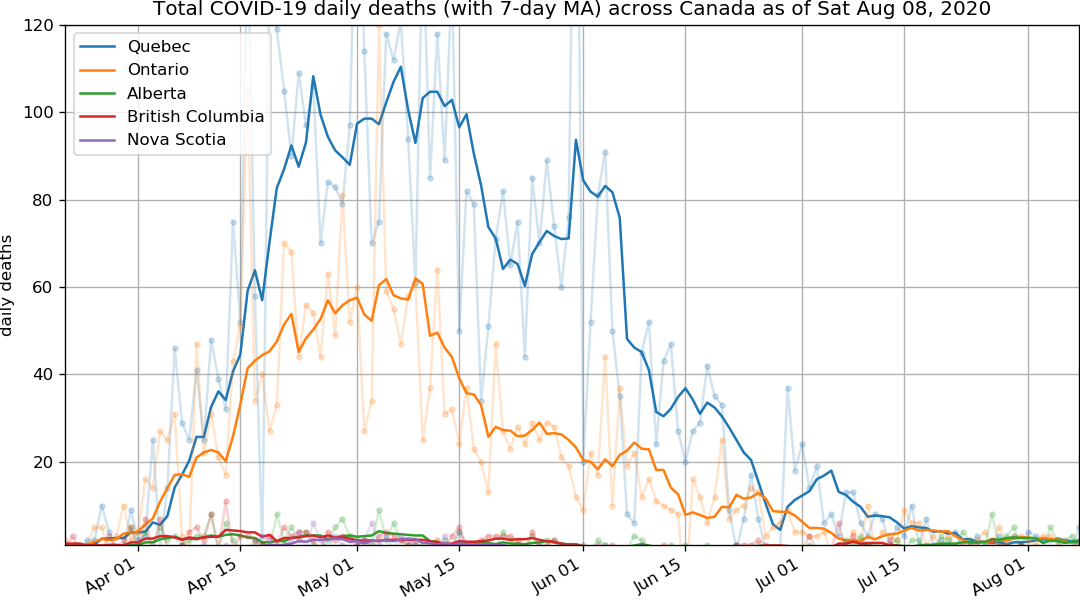 Total COVID-19 daily deaths (with 7-day MA) across Canada as of Sat Aug 08, 2020
120
100
80
60
40
20
daily deaths
Quebec
Ontario
Alberta
British Columbia
Nova Scotia
Apr 01
Apr 15
May 01
May 15
Jun 01
Jun 15
Jul 01
Jul 15
Aug 01